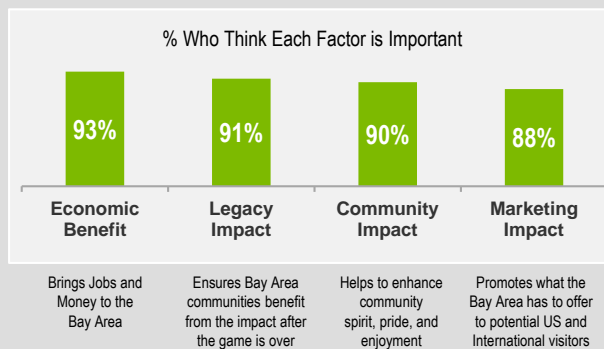 % Who Think Each Factor is Important
93%
91%
90%
88%
Economic
Benefit
Legacy
Impact
Community
Impact
Marketing
Impact
Brings Jobs and
Money to the
Bay Area
Ensures Bay Area
communities benefit
from the impact after
the game is over
Helps to enhance
community
spirit, pride, and
enjoyment
Promotes what the
Bay Area has to offer
to potential US and
International visitors